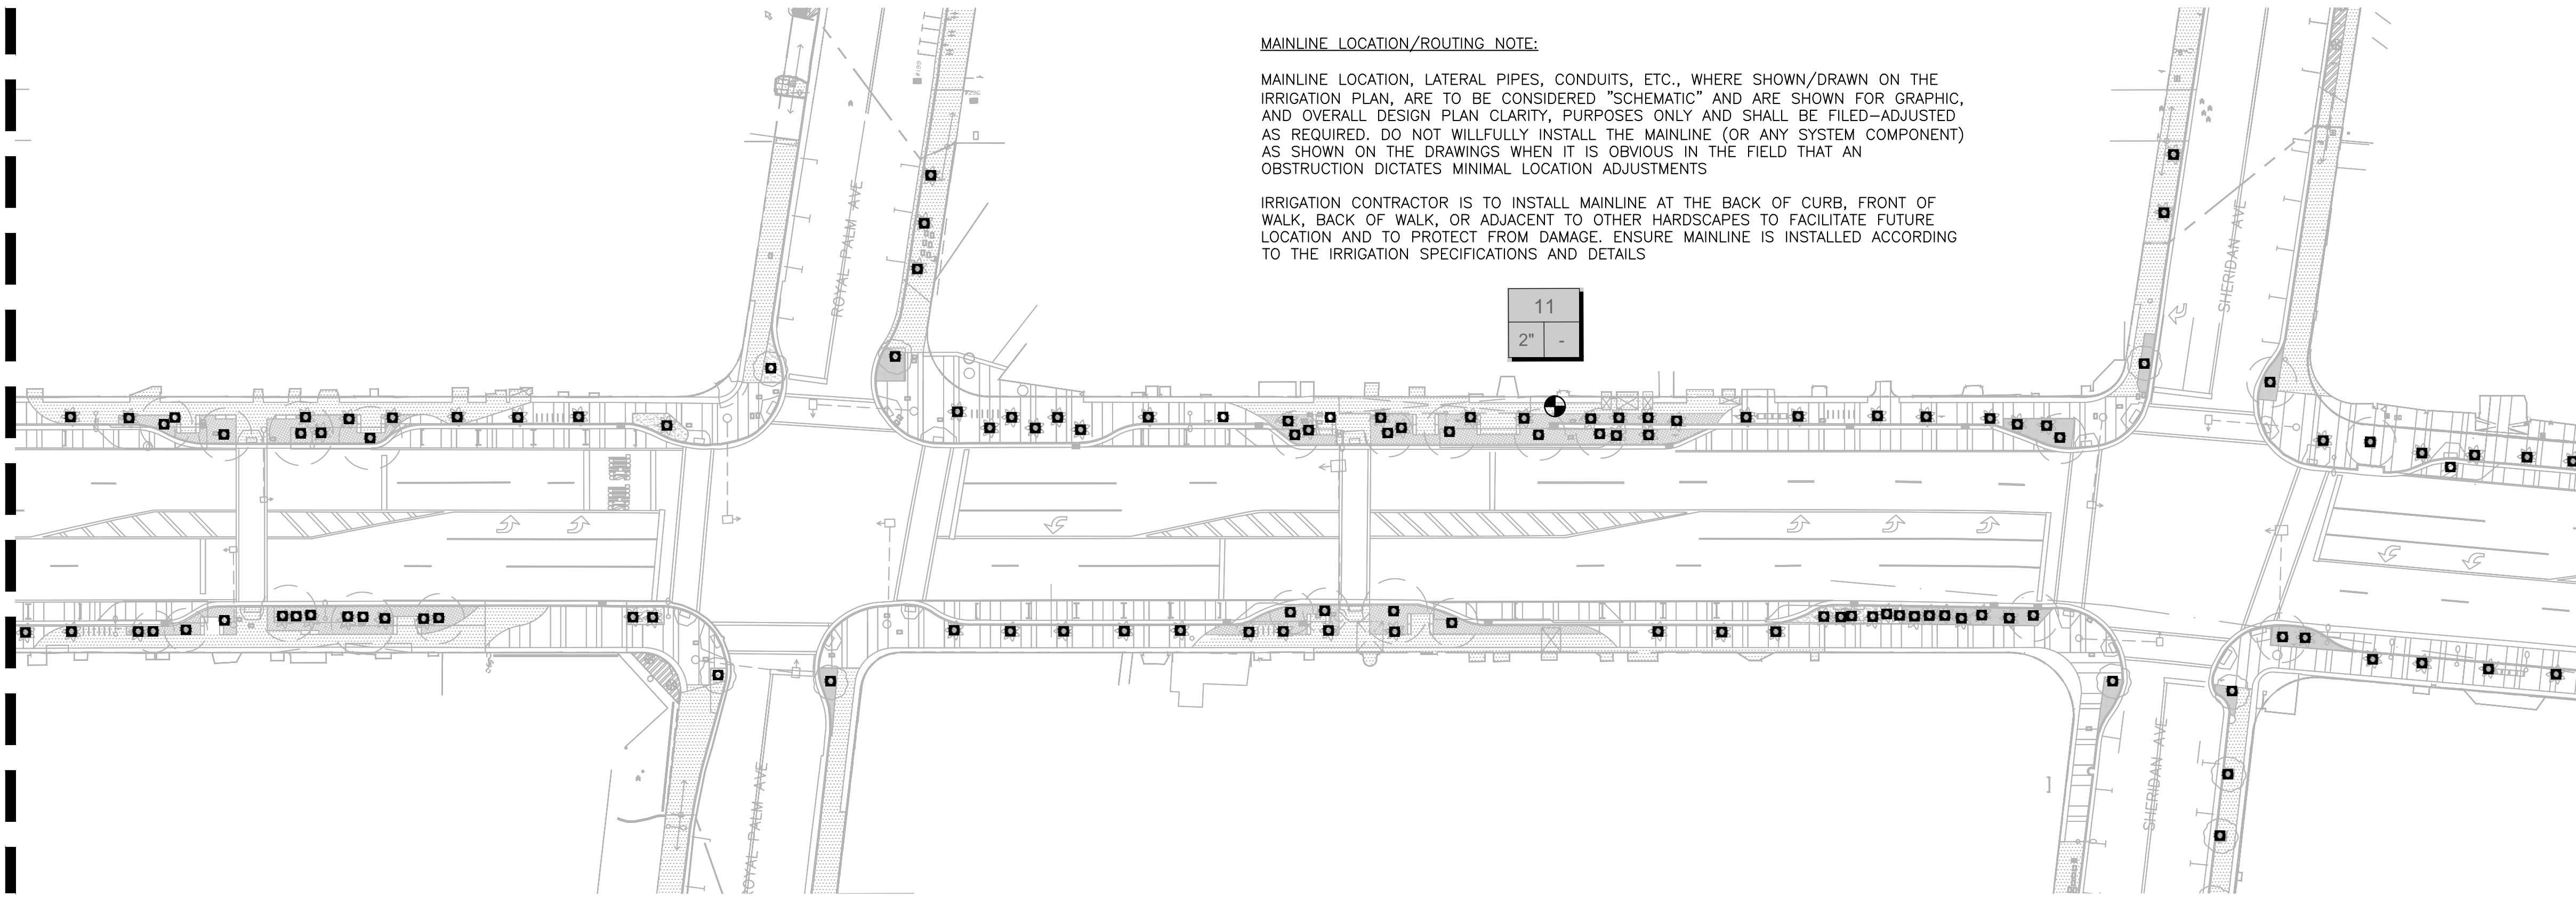 MAINLINE LOCATION/ROUTING NOTE:
MAINLINE LOCATION, LATERAL PIPES, CONDUITS, ETC., WHERE SHOWN/DRAWN ON THE
IRRIGATION PLAN, ARE TO BE CONSIDERED "SCHEMATIC" AND ARE SHOWN FOR GRAPHIC,
AND OVERALL DESIGN PLAN CLARITY, PURPOSES ONLY AND SHALL BE FILED-ADJUSTED
AS REQUIRED. DO NOT WILLFULLY INSTALL THE MAINLINE (OR ANY SYSTEM COMPONENT)
AS SHOWN ON THE DRAWINGS WHEN IT IS OBVIOUS IN THE FIELD THAT AN
OBSTRUCTION DICTATES MINIMAL LOCATION ADJUSTMENTS
IRRIGATION CONTRACTOR IS TO INSTALL MAINLINE AT THE BACK OF CURB, FRONT OF
WALK, BACK OF WALK, OR ADJACENT TO OTHER HARDSCAPES TO FACILITATE FUTURE
LOCATION AND TO PROTECT FROM DAMAGE. ENSURE MAINLINE IS INSTALLED ACCORDING
TO THE IRRIGATION SPECIFICATIONS AND DETAILS
11
2" -
ROYAL PALM AVE
SHERIDAN AVE
ROYAL PALM AVE
SHERIDAN AVE